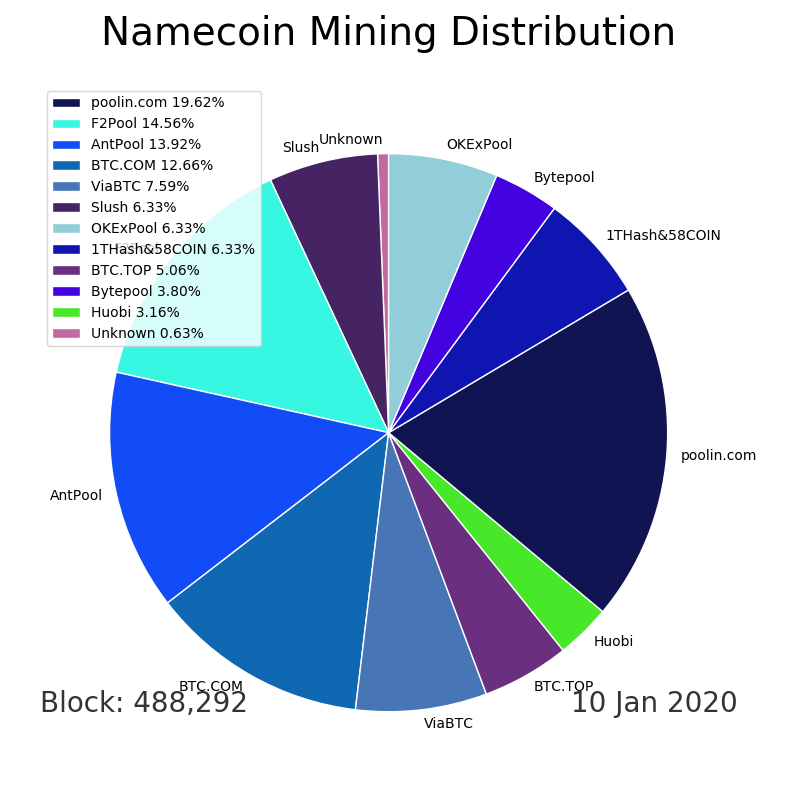 Namecoin Mining Distribution
poolin.com 19.62%
F2Pool 14.56%
AntPool 13.92%
BTC.COM 12.66%
ViaBTC 7.59%
Slush 6.33%
OKExPool 6.33%
1THash&58COIN 6.33%
BTC.TOP 5.06%
Bytepool 3.80%
Huobi 3.16%
Unknown 0.63%
Unknown
Slush
OKExPool
Bytepool
1THash&58COIN
poolin.com
AntPool
Huobi
BTC.COM
BTC.TOP
ViaBTC
Block: 488,292
10 Jan 2020